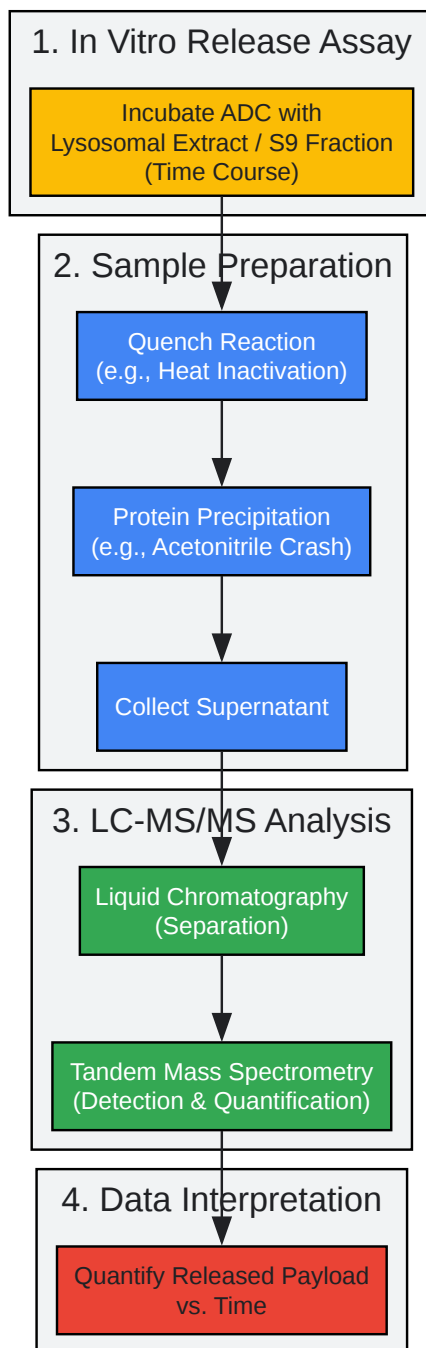 1. In Vitro Release Assay
Incubate ADC with
Lysosomal Extract / S9 Fraction
(Time Course)
2. Sample Preparation
Quench Reaction
(e.g., Heat Inactivation)
Protein Precipitation
(e.g., Acetonitrile Crash)
Collect Supernatant
3. LC-MS/MS Analysis
Liquid Chromatography
(Separation)
Tandem Mass Spectrometry
(Detection & Quantification)
4. Data Interpretation
Quantify Released Payload
vs. Time